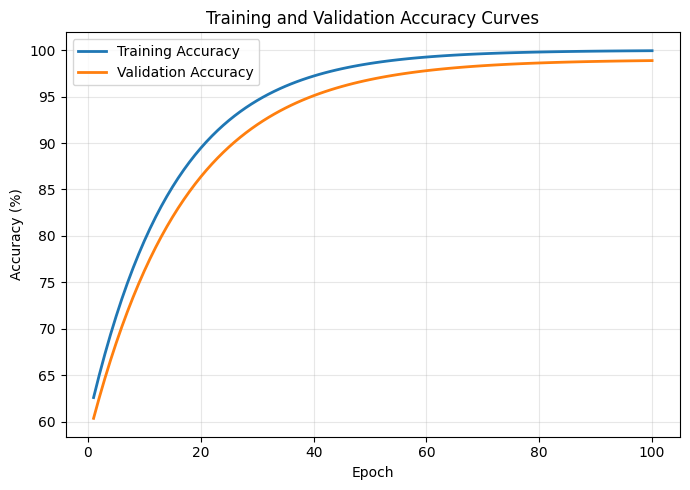 Training and Validation Accuracy Curves
Training Accuracy
Validation Accuracy
Accuracy (%)
100
95
90
85
80
75
70
65
60
0 20 40 60 80 100
Epoch